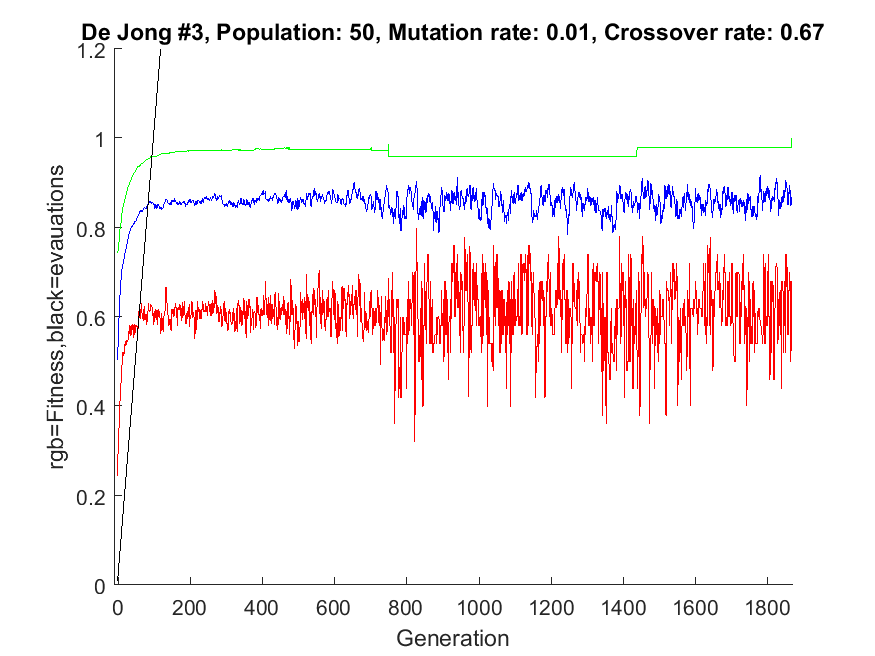 De Jong #3, Population: 50, Mutation rate: 0.01, Crossover rate: 0.67
1.2
1
0.8
0.6
0.4
0.2
0
rgb=Fitness,black=evauations
0 200 400 600 800 1000 1200 1400 1600 1800
Generation